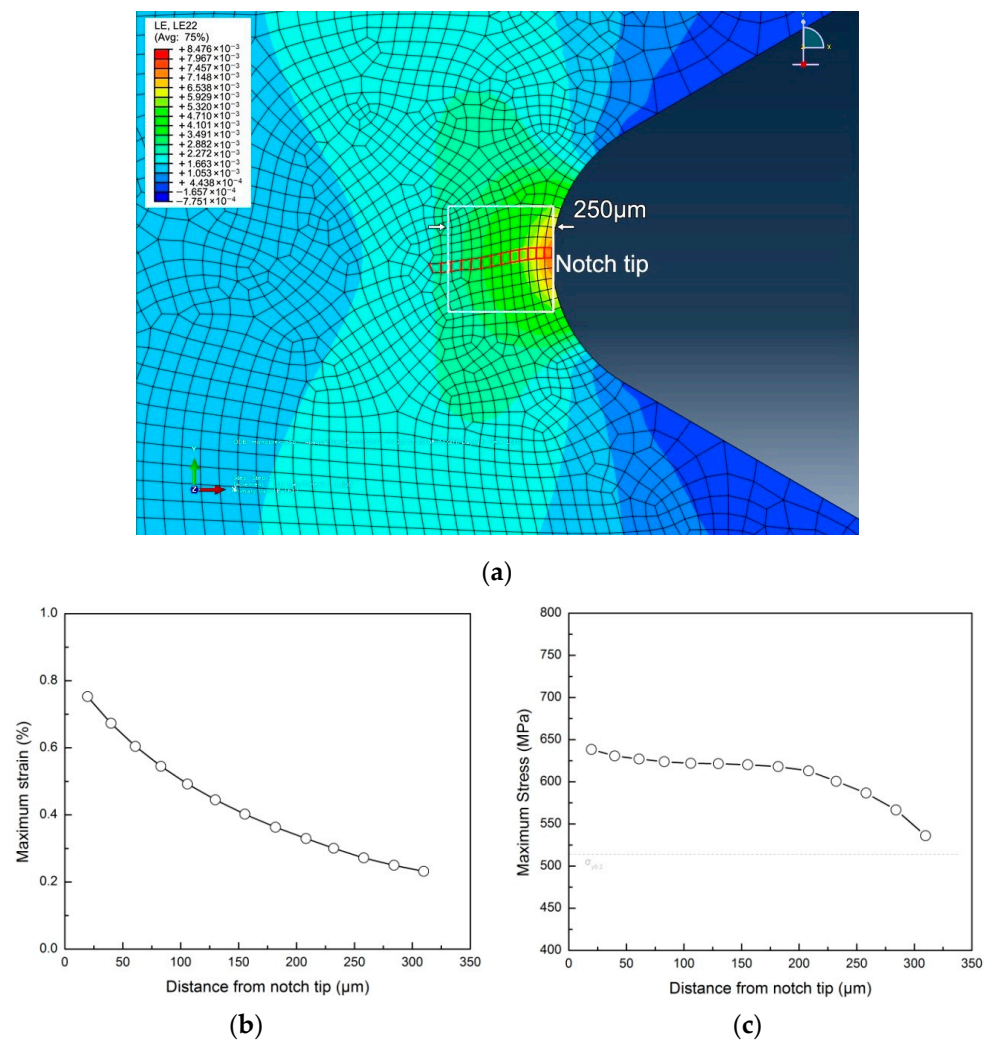 LE, LE22
(Avg: 75%)
+ 8.476×10⁻³
+ 7.967×10⁻³
+ 7.457×10⁻³
+ 7.148×10⁻³
+ 6.538×10⁻³
+ 5.929×10⁻³
+ 5.320×10⁻³
+ 4.710×10⁻³
+ 4.101×10⁻³
+ 3.491×10⁻³
+ 2.882×10⁻³
+ 2.272×10⁻³
+ 1.663×10⁻³
+ 1.053×10⁻³
+ 4.438×10⁻⁴
−1.657×10⁻⁴
−7.751×10⁻⁴
Y
X
250µm
Notch tip
Y
Z
X
(a)
1.0
0.8
0.6
0.4
0.2
0.0
Maximum strain (%)
0 50 100 150 200 250 300 350
Distance from notch tip (µm)
(b)
800
750
700
650
600
550
500
450
400
Maximum Stress (MPa)
σy0.2
0 50 100 150 200 250 300 350
Distance from notch tip (µm)
(c)